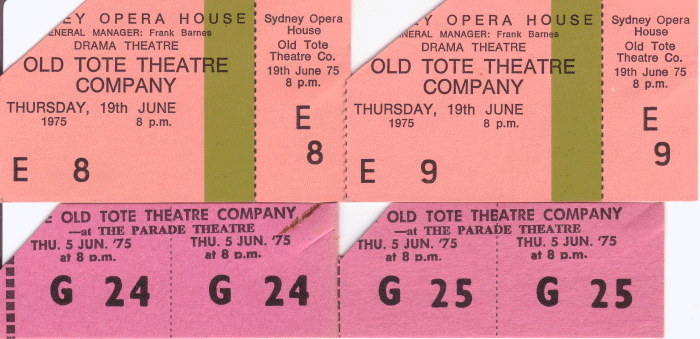 EY OPERA HOUSE
ENERAL MANAGER: Frank Barnes
DRAMA THEATRE
OLD TOTE THEATRE
COMPANY
THURSDAY, 19th JUNE
1975 8 p.m.
E 8
Sydney Opera
House
Old Tote
Theatre Co.
19th June 75
8 p.m.
E
8
EY OPERA HOUSE
NERAL MANAGER: Frank Barnes
DRAMA THEATRE
OLD TOTE THEATRE
COMPANY
THURSDAY, 19th JUNE
1975 8 p.m.
E 9
Sydney Opera
House
Old Tote
Theatre Co.
19th June 75
8 p.m.
E
9
E OLD TOTE THEATRE COMPANY
—at THE PARADE THEATRE
THU. 5 JUN. '75 THU. 5 JUN. '75
at 8 p.m. at 8 p.m.
G 24 G 24
OLD TOTE THEATRE COMPANY
—at THE PARADE THEATRE
THU. 5 JUN. '75 THU. 5 JUN. '75
at 8 p.m. at 8 p.m.
G 25 G 25